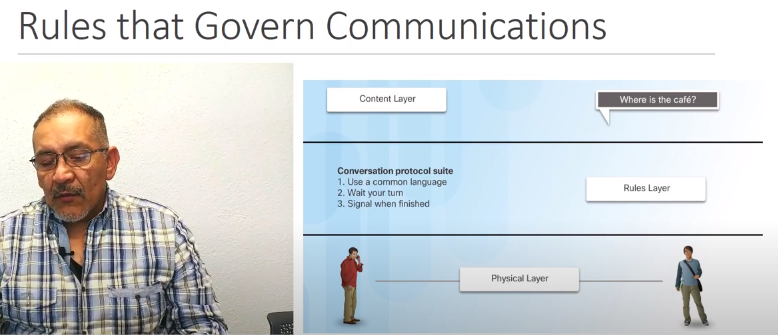 Rules that Govern Communications
Content Layer
Where is the café?
Conversation protocol suite
1. Use a common language
2. Wait your turn
3. Signal when finished
Rules Layer
Physical Layer